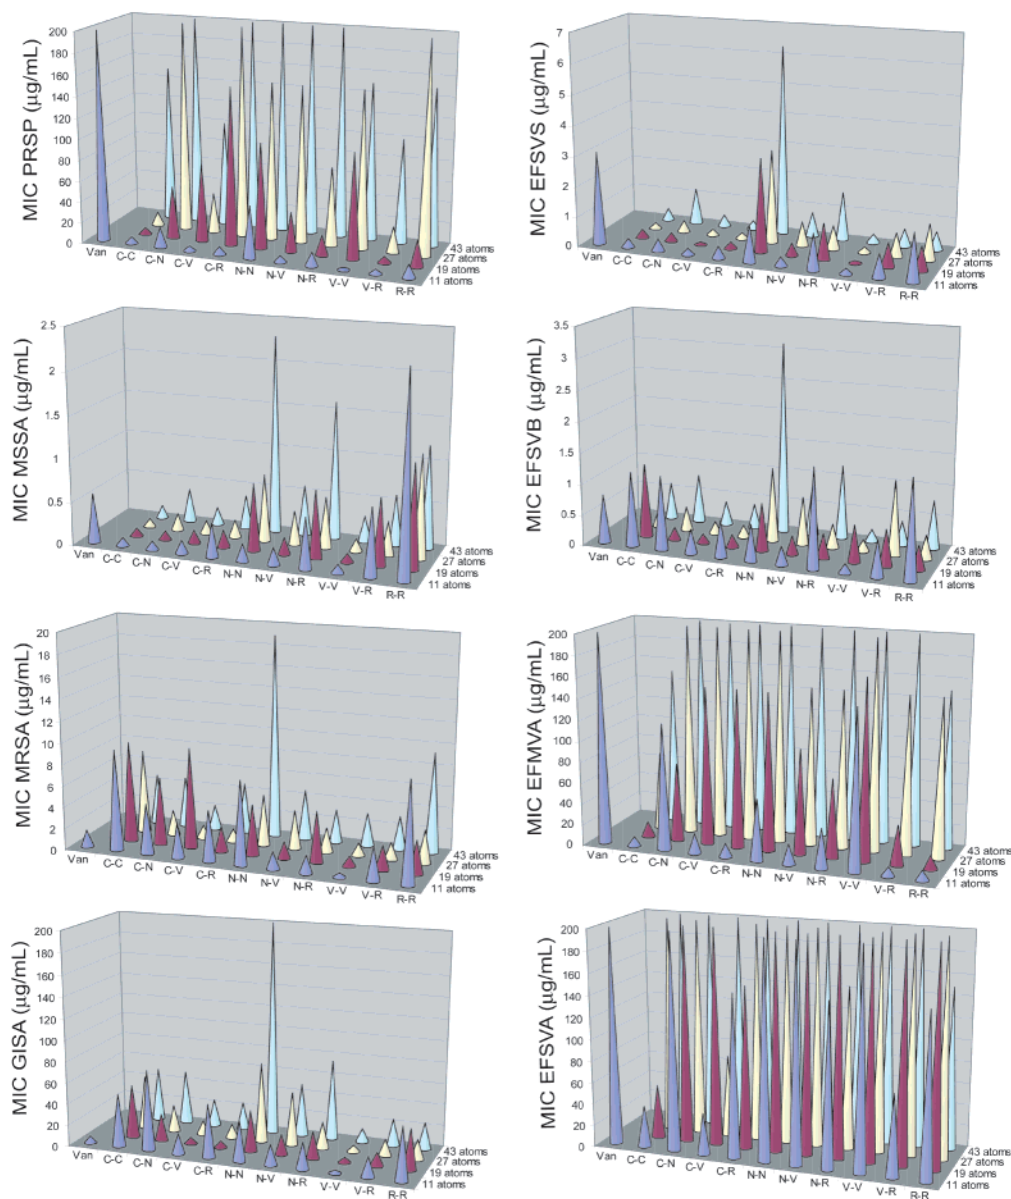 MIC PRSP (µg/mL)
200
180
160
140
120
100
80
60
40
20
0
Van
C-C
C-N
C-V
C-R
N-N
N-V
N-R
V-V
V-R
R-R
43 atoms
27 atoms
19 atoms
11 atoms
MIC EFSVS (µg/mL)
7
6
5
4
3
2
1
0
Van
C-C
C-N
C-V
C-R
N-N
N-V
N-R
V-V
V-R
R-R
43 atoms
27 atoms
19 atoms
11 atoms
MIC MSSA (µg/mL)
2.5
2
1.5
1
0.5
0
Van
C-C
C-N
C-V
C-R
N-N
N-V
N-R
V-V
V-R
R-R
43 atoms
27 atoms
19 atoms
11 atoms
MIC EFSVB (µg/mL)
3.5
3
2.5
2
1.5
1
0.5
0
Van
C-C
C-N
C-V
C-R
N-N
N-V
N-R
V-V
V-R
R-R
43 atoms
27 atoms
19 atoms
11 atoms
MIC MRSA (µg/mL)
20
18
16
14
12
10
8
6
4
2
0
Van
C-C
C-N
C-V
C-R
N-N
N-V
N-R
V-V
V-R
R-R
43 atoms
27 atoms
19 atoms
11 atoms
MIC EFMVA (µg/mL)
200
180
160
140
120
100
80
60
40
20
0
Van
C-C
C-N
C-V
C-R
N-N
N-V
N-R
V-V
V-R
R-R
43 atoms
27 atoms
19 atoms
11 atoms
MIC GISA (µg/mL)
200
180
160
140
120
100
80
60
40
20
0
Van
C-C
C-N
C-V
C-R
N-N
N-V
N-R
V-V
V-R
R-R
43 atoms
27 atoms
19 atoms
11 atoms
MIC EFSVA (µg/mL)
200
180
160
140
120
100
80
60
40
20
0
Van
C-C
C-N
C-V
C-R
N-N
N-V
N-R
V-V
V-R
R-R
43 atoms
27 atoms
19 atoms
11 atoms